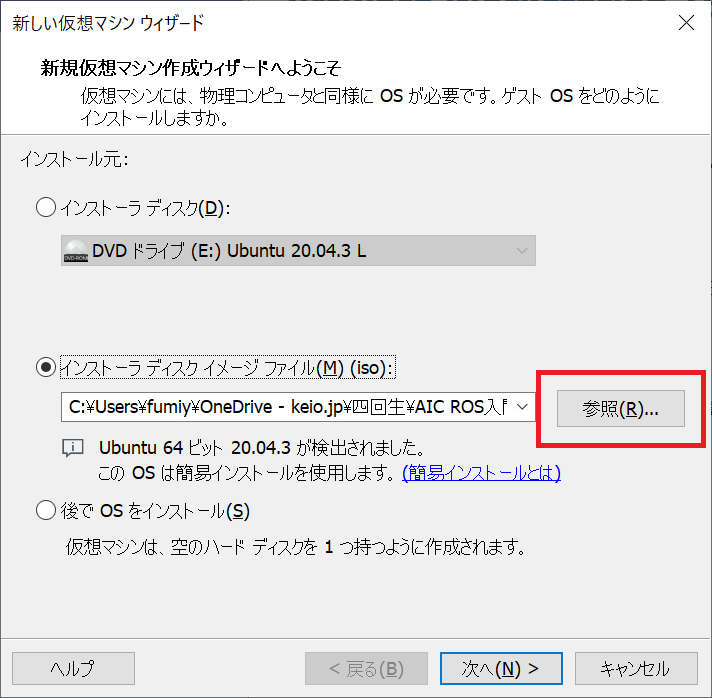 新しい仮想マシン ウィザード
新規仮想マシン作成ウィザードへようこそ
仮想マシンには、物理コンピュータと同様に OS が必要です。ゲスト OS をどのように
インストールしますか。
インストール元:
インストーラ ディスク(D):
DVD ドライブ (E:) Ubuntu 20.04.3 L
インストーラ ディスク イメージ ファイル(M) (iso):
C:¥Users¥fumiy¥OneDrive - keio.jp¥四回生¥AIC ROS入門
参照(R)...
Ubuntu 64 ビット 20.04.3 が検出されました。
この OS は簡易インストールを使用します。 (簡易インストールとは)
後で OS をインストール(S)
仮想マシンは、空のハード ディスクを 1 つ持つように作成されます。
ヘルプ
< 戻る(B)
次へ(N) >
キャンセル